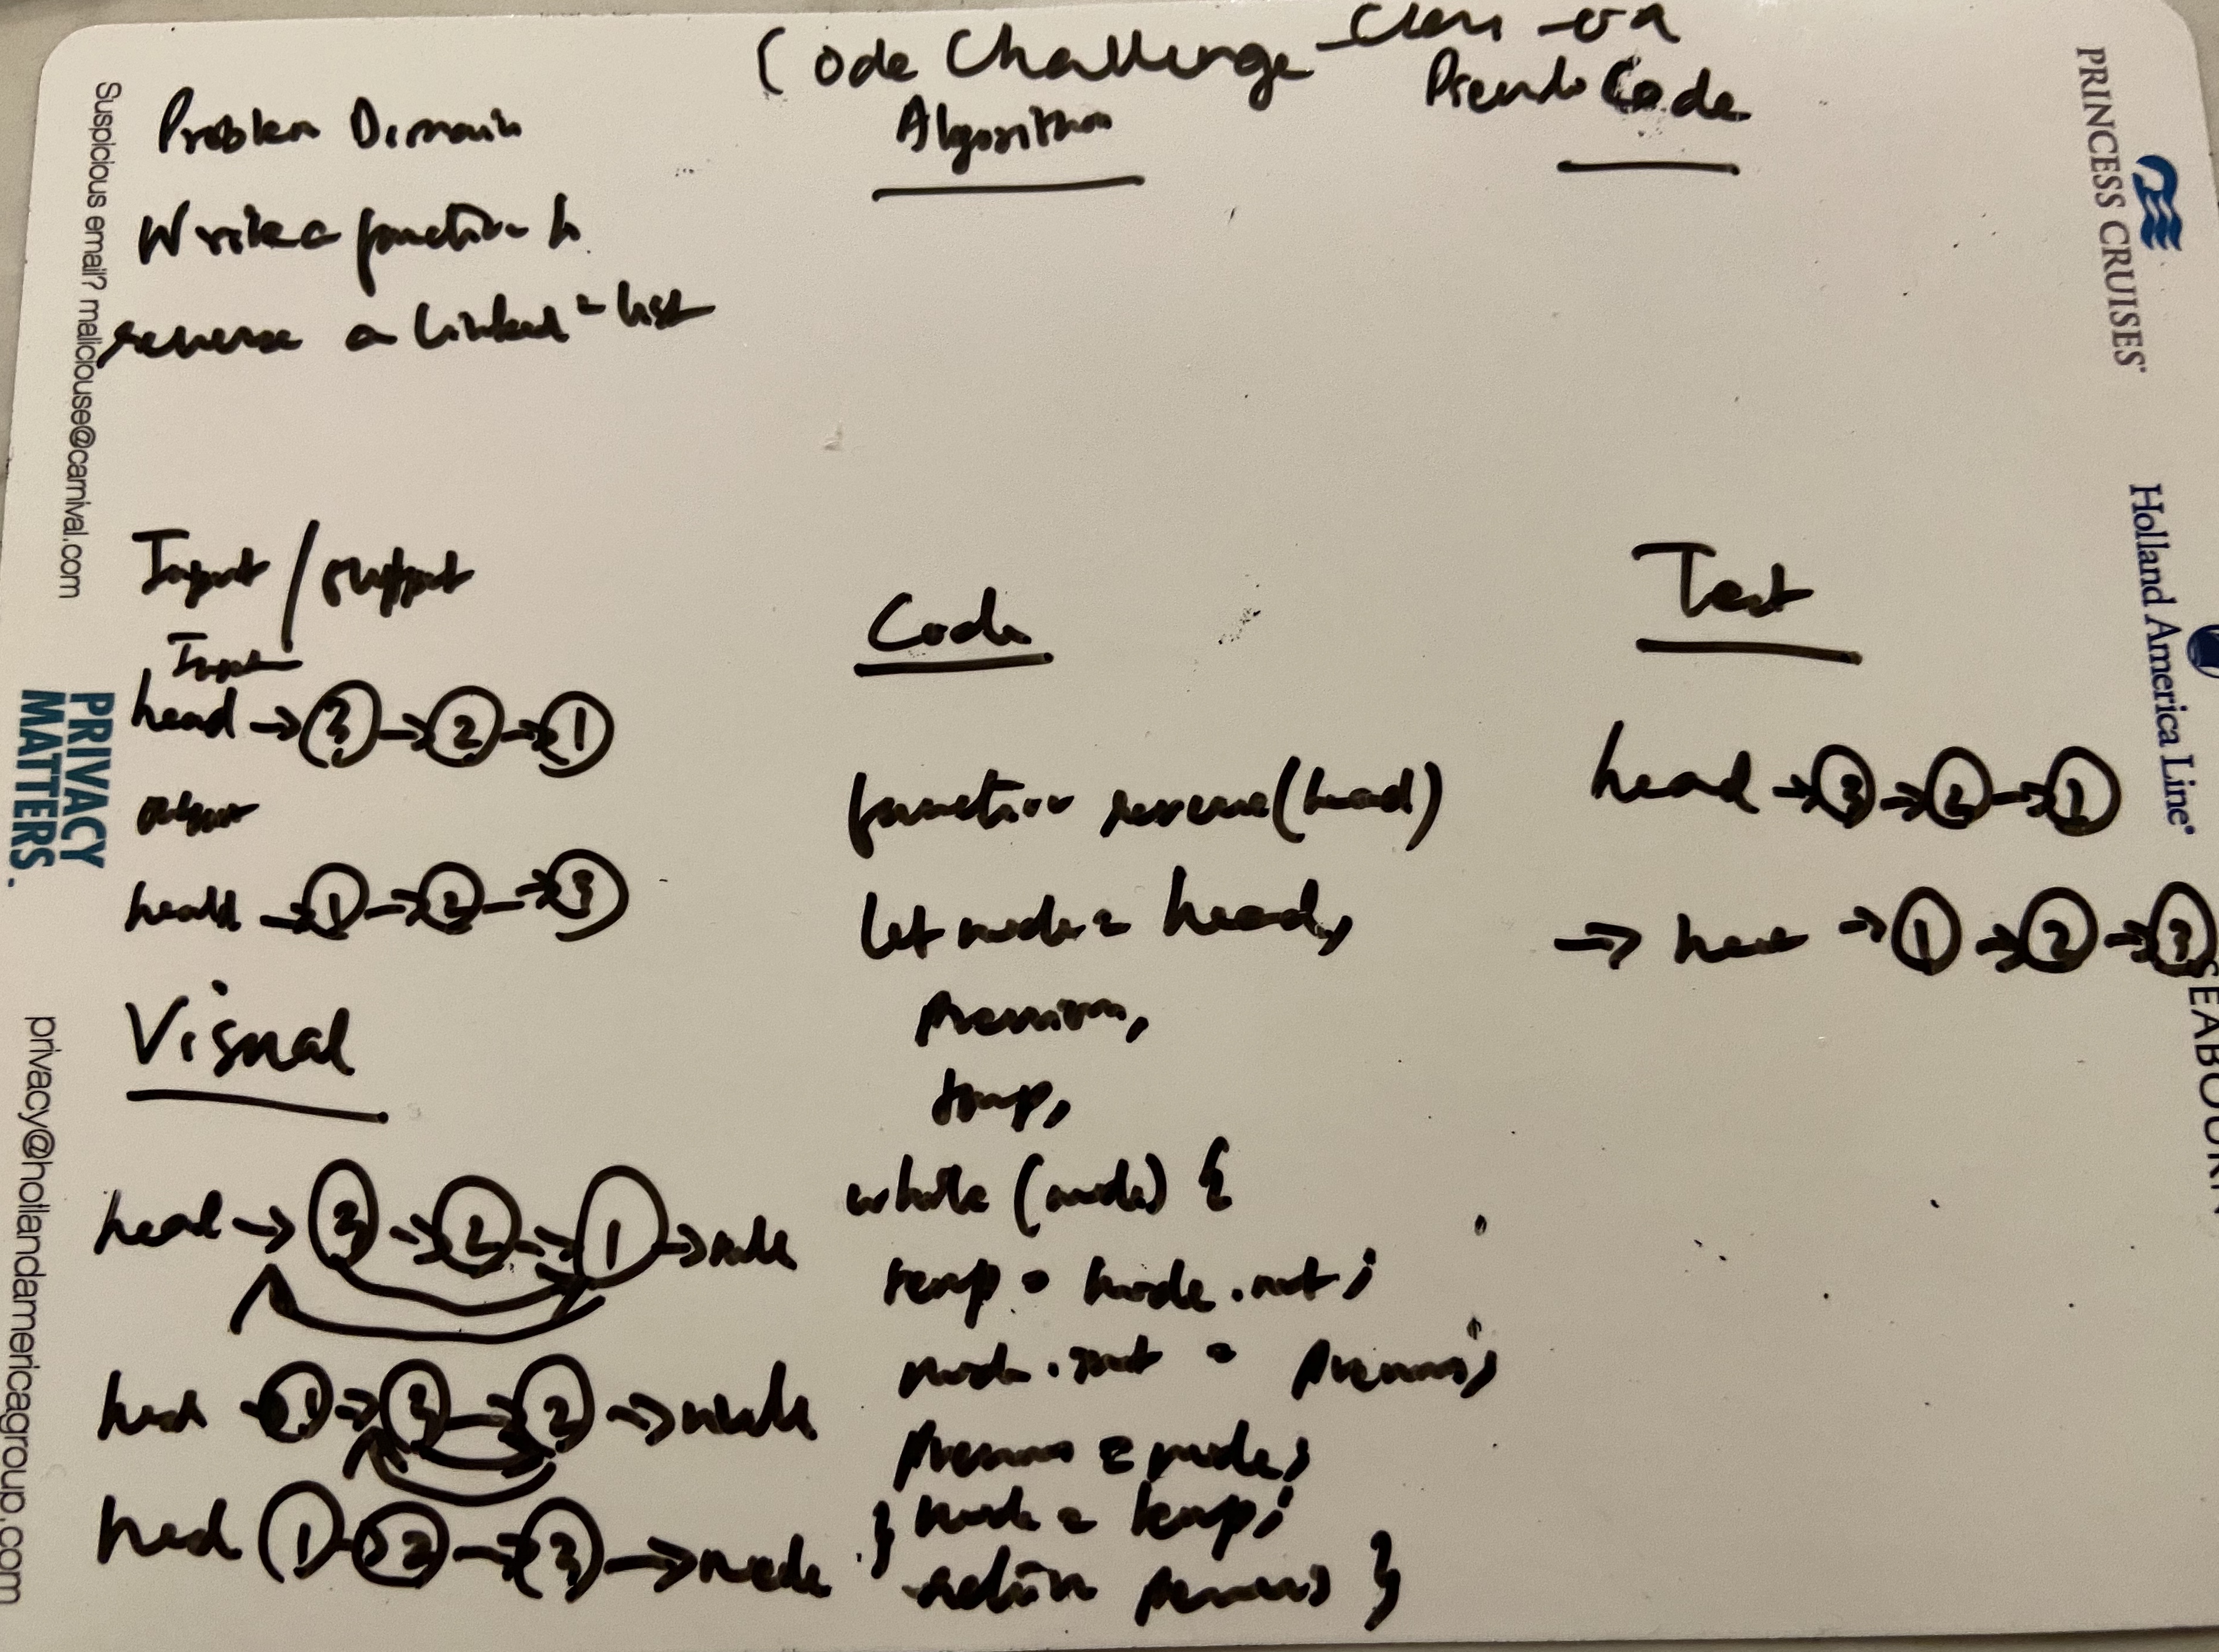 Code Challenge - Class -
Problem Domain
Algorithm
Pseudo Code
Write a function to
reverse a linked-list
Input / Output
Input
head → 3 → 2 → 1
output
head → 1 → 2 → 3
Visual
head → 3 → 2 → 1 → node
head → 1 → 3 → 2 → node
head 1 → 2 → 3 → node
Code
function reverse(head)
let node = head,
previous,
temp,
while (node) {
temp = node.next;
node.next = previous;
previous = node;
} node = temp;
return previous }
Test
head → 3 → 2 → 1
→ head → 1 → 2 → 3
Suspicious email? maliciouse@carnival.com
PRIVACY
MATTERS.
privacy@hollandamericagroup.com
PRINCESS CRUISES®
Holland America Line®
SEABOURN